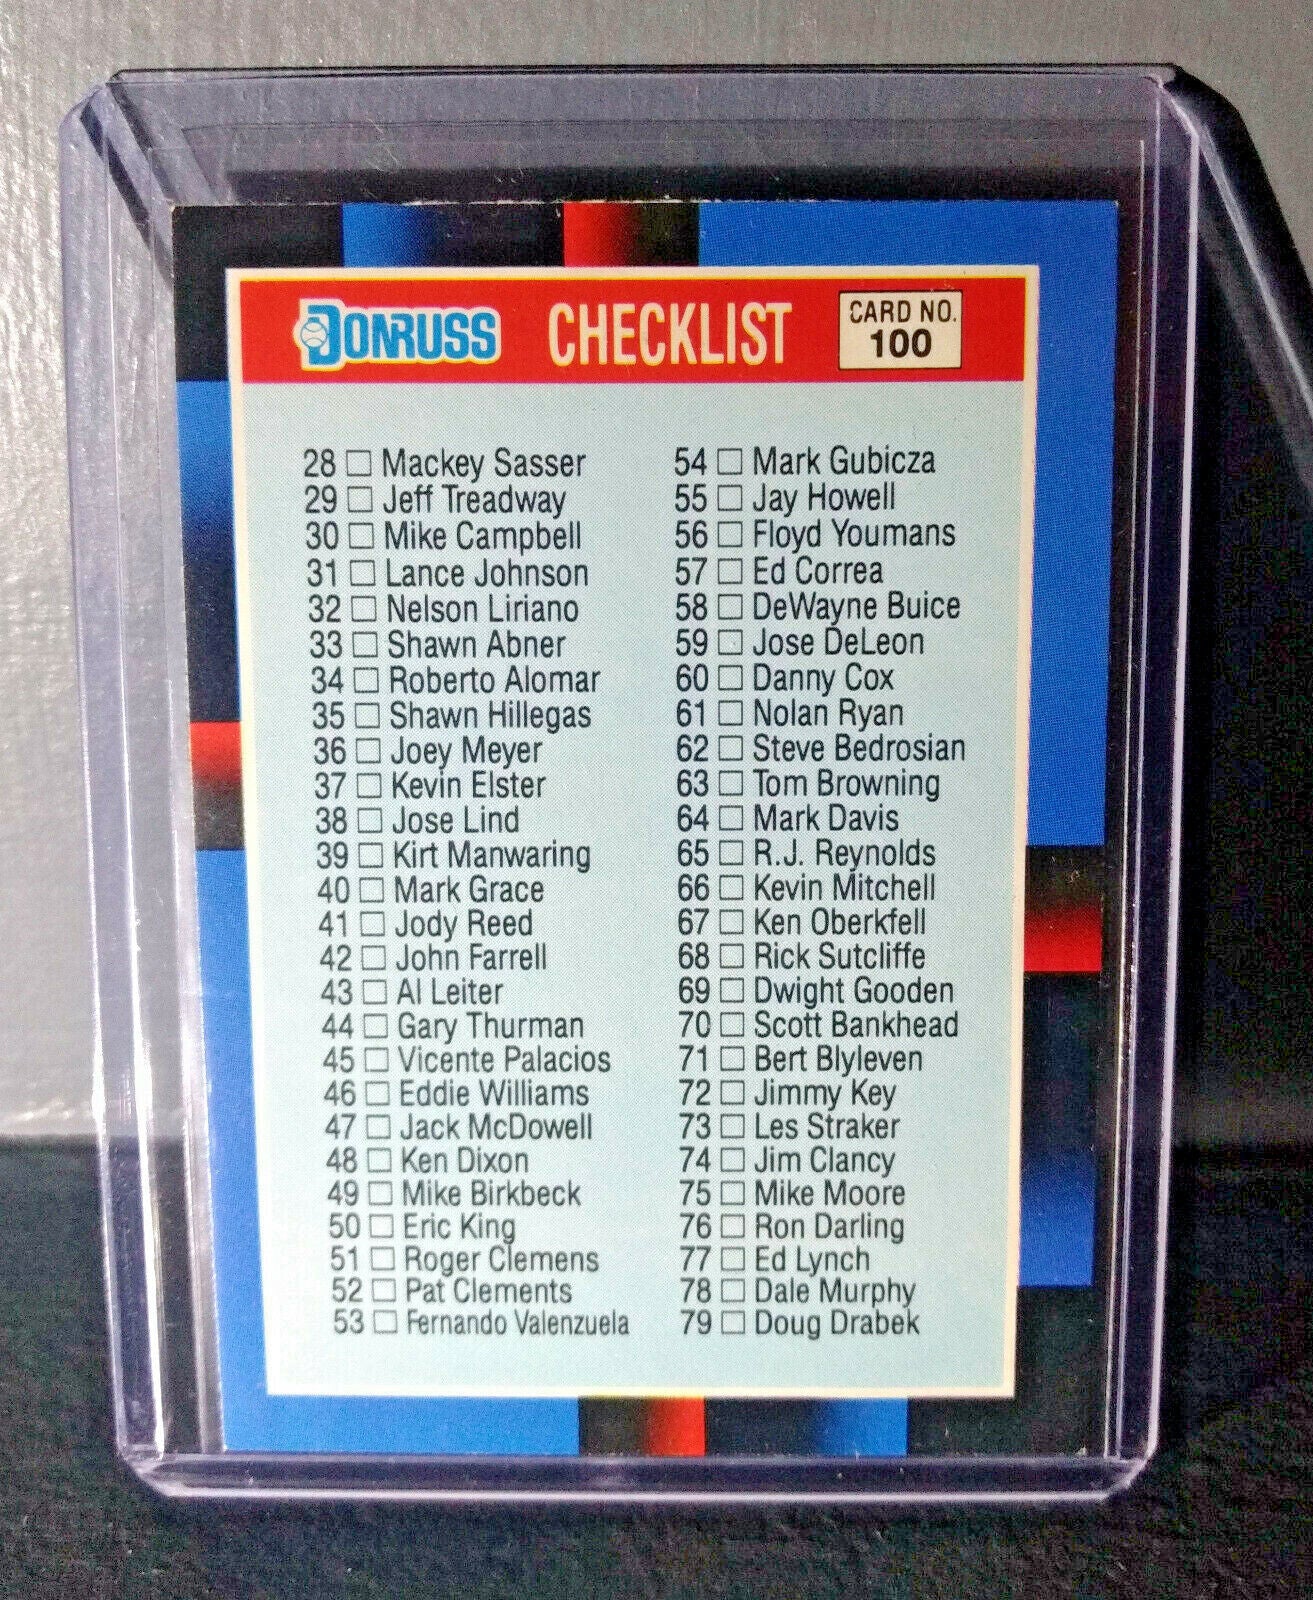 DONRUSS CHECKLIST CARD NO. 100
28 Mackey Sasser
29 Jeff Treadway
30 Mike Campbell
31 Lance Johnson
32 Nelson Liriano
33 Shawn Abner
34 Roberto Alomar
35 Shawn Hillegas
36 Joey Meyer
37 Kevin Elster
38 Jose Lind
39 Kirt Manwaring
40 Mark Grace
41 Jody Reed
42 John Farrell
43 Al Leiter
44 Gary Thurman
45 Vicente Palacios
46 Eddie Williams
47 Jack McDowell
48 Ken Dixon
49 Mike Birkbeck
50 Eric King
51 Roger Clemens
52 Pat Clements
53 Fernando Valenzuela
54 Mark Gubicza
55 Jay Howell
56 Floyd Youmans
57 Ed Correa
58 DeWayne Buice
59 Jose DeLeon
60 Danny Cox
61 Nolan Ryan
62 Steve Bedrosian
63 Tom Browning
64 Mark Davis
65 R.J. Reynolds
66 Kevin Mitchell
67 Ken Oberkfell
68 Rick Sutcliffe
69 Dwight Gooden
70 Scott Bankhead
71 Bert Blyleven
72 Jimmy Key
73 Les Straker
74 Jim Clancy
75 Mike Moore
76 Ron Darling
77 Ed Lynch
78 Dale Murphy
79 Doug Drabek